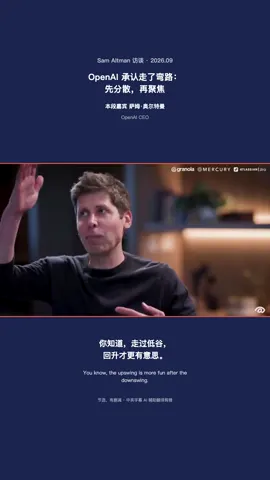 Sam Altman 访谈 · 2026.09
OpenAI 承认走了弯路：
先分散，再聚焦
本段嘉宾 萨姆·奥尔特曼
OpenAI CEO
granola MERCURY
你知道，走过低谷，
回升才更有意思。
You know, the upswing is more fun after the
downswing.